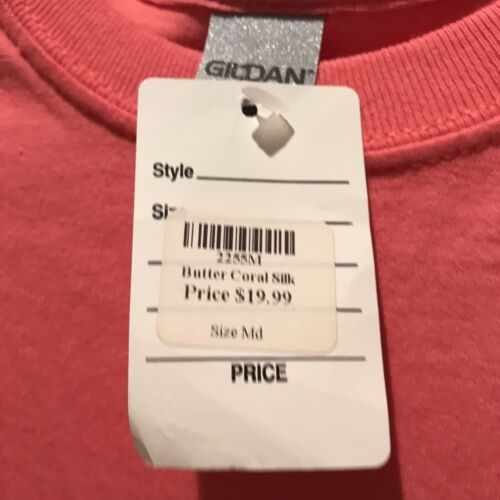 GILDAN®
Style
2255M
Butter Coral Silk
Price $19.99
Size Md
PRICE